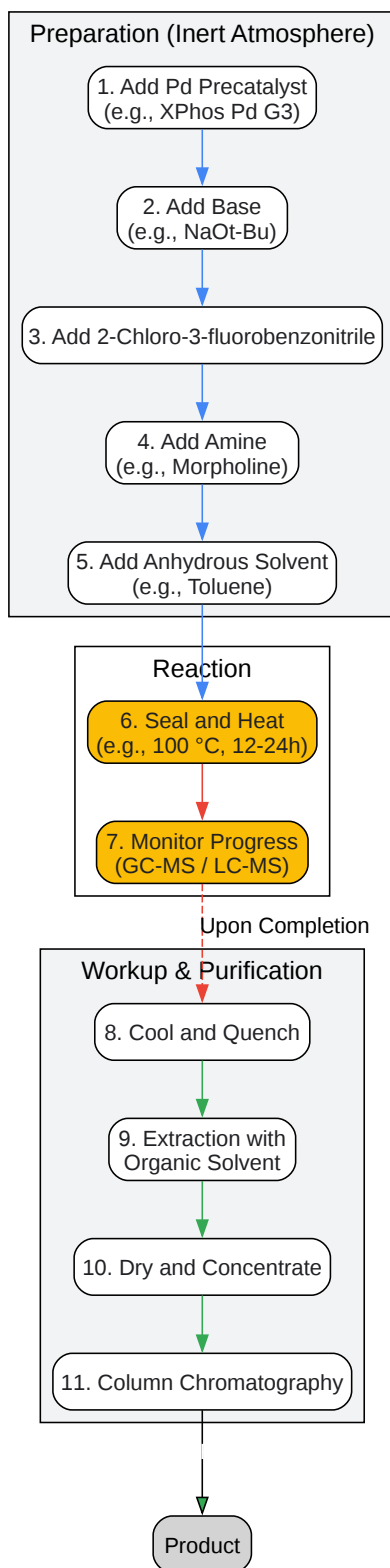 Preparation (Inert Atmosphere)
1. Add Pd Precatalyst
(e.g., XPhos Pd G3)
2. Add Base
(e.g., NaOt-Bu)
3. Add 2-Chloro-3-fluorobenzonitrile
4. Add Amine
(e.g., Morpholine)
5. Add Anhydrous Solvent
(e.g., Toluene)
Reaction
6. Seal and Heat
(e.g., 100 °C, 12-24h)
7. Monitor Progress
(GC-MS / LC-MS)
Upon Completion
Workup & Purification
8. Cool and Quench
9. Extraction with
Organic Solvent
10. Dry and Concentrate
11. Column Chromatography
Product